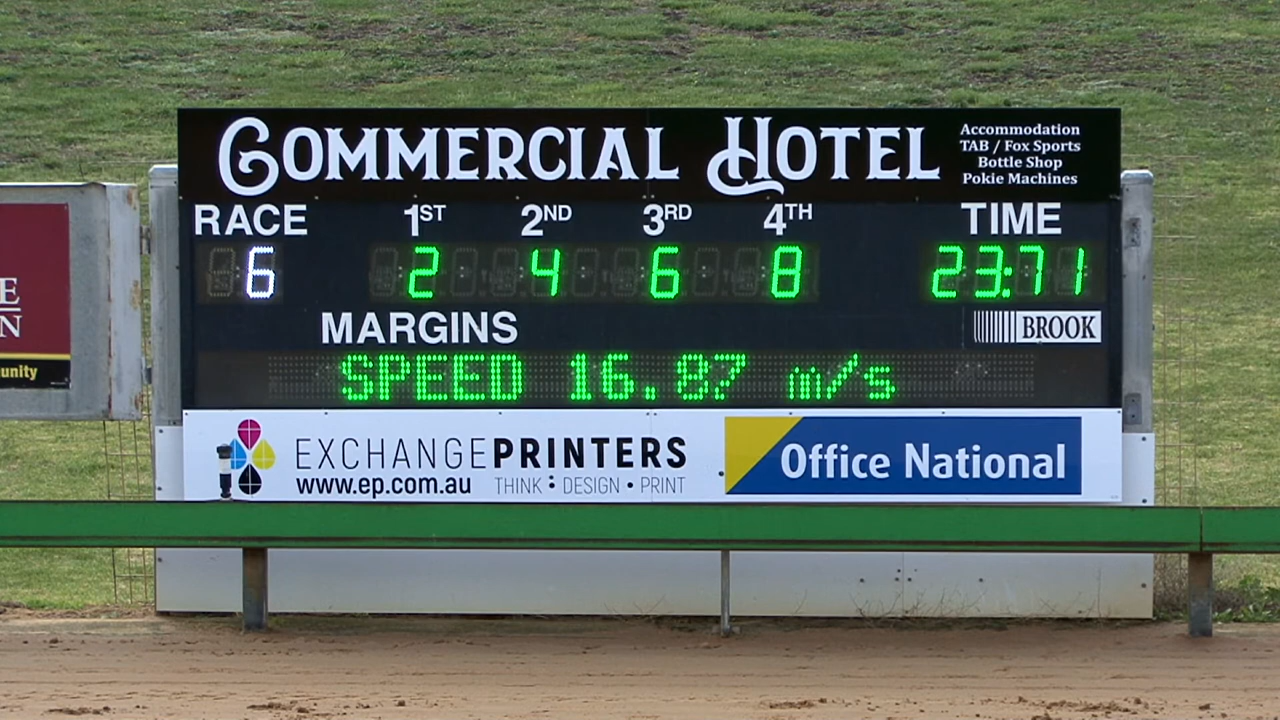 COMMERCIAL HOTEL
Accommodation
TAB / Fox Sports
Bottle Shop
Pokie Machines
RACE 1ST 2ND 3RD 4TH TIME
6 2 4 6 8 23:71
MARGINS
BROOK
SPEED 16.87 m/s
E
N
unity
EXCHANGEPRINTERS
www.ep.com.au THINK • DESIGN • PRINT
Office National